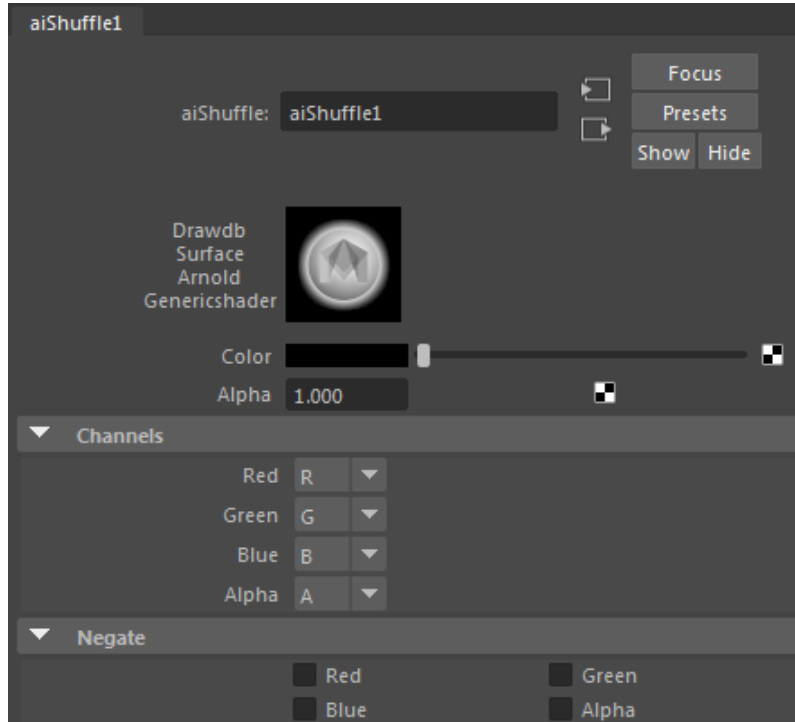 aiShuffle1
Focus
aiShuffle: aiShuffle1
Presets
Show Hide
Drawdb
Surface
Arnold
Genericshader
Color
Alpha 1.000
Channels
Red R
Green G
Blue B
Alpha A
Negate
Red Green
Blue Alpha